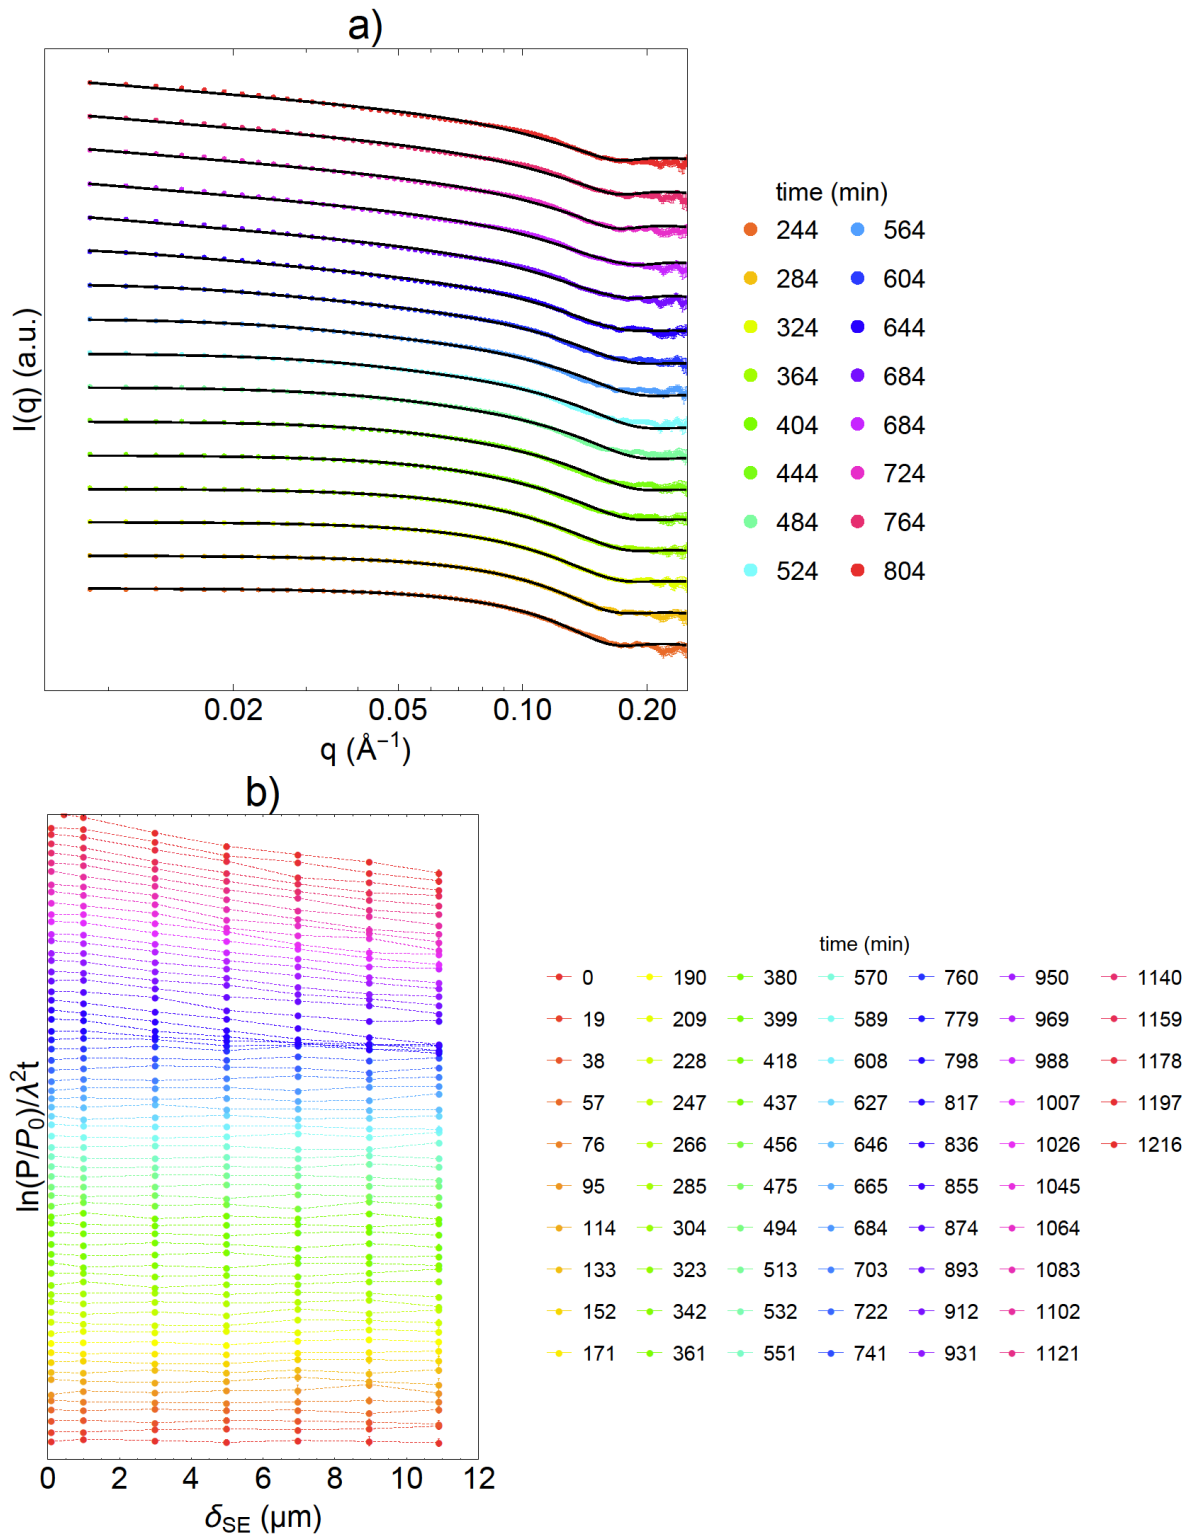 a)
I(q) (a.u.)
0.02 0.05 0.10 0.20
q (Å⁻¹)
time (min)
244 564
284 604
324 644
364 684
404 684
444 724
484 764
524 804
b)
ln(P/P₀)/λ²t
0 2 4 6 8 10 12
δSE (μm)
time (min)
0 190 380 570 760 950 1140
19 209 399 589 779 969 1159
38 228 418 608 798 988 1178
57 247 437 627 817 1007 1197
76 266 456 646 836 1026 1216
95 285 475 665 855 1045
114 304 494 684 874 1064
133 323 513 703 893 1083
152 342 532 722 912 1102
171 361 551 741 931 1121